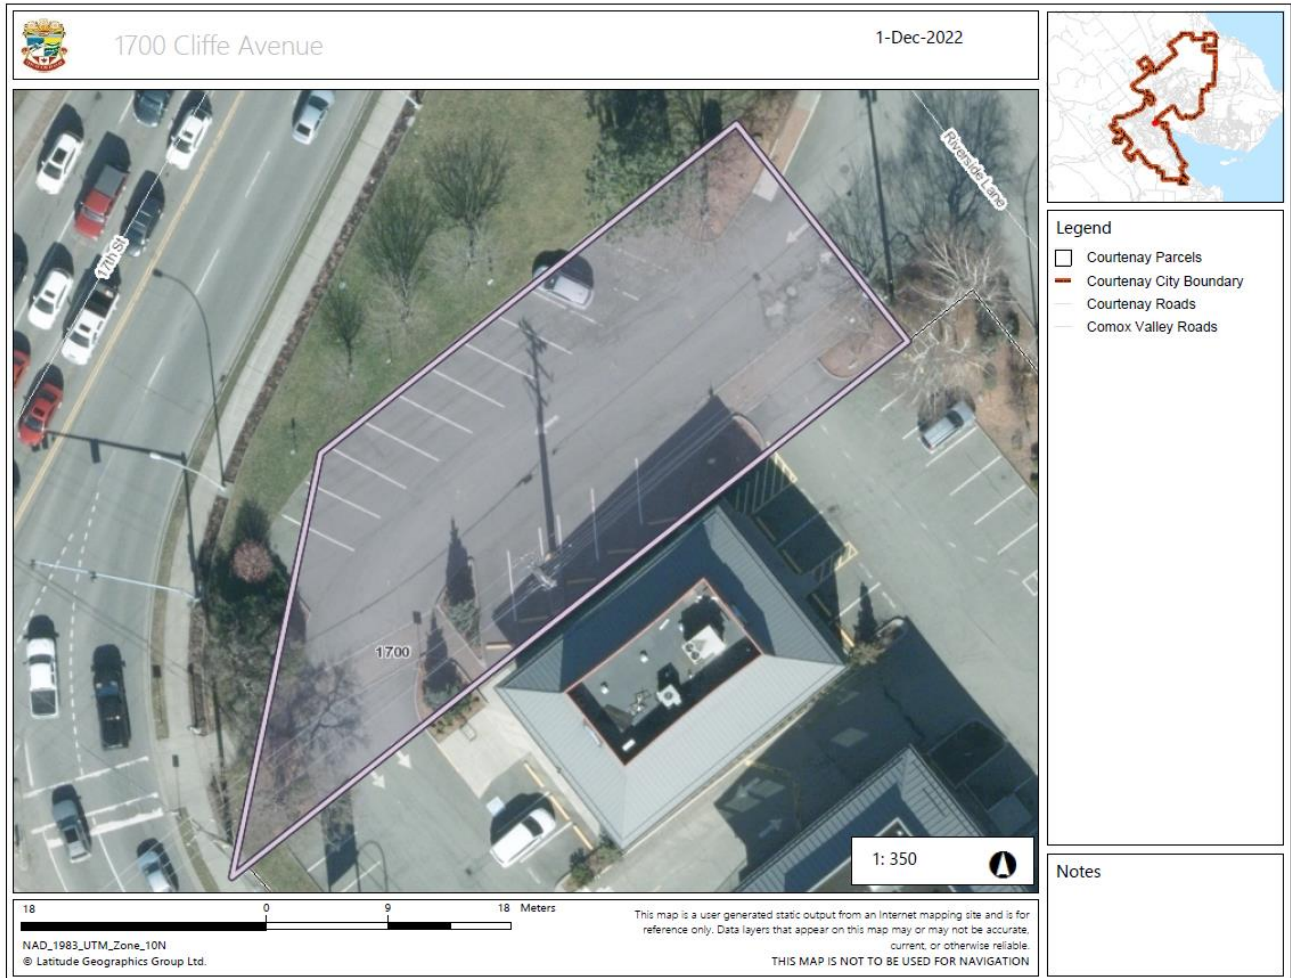 1700 Cliffe Avenue
1-Dec-2022
17th St
Riverside Lane
1700
1: 350
Legend
Courtenay Parcels
Courtenay City Boundary
Courtenay Roads
Comox Valley Roads
Notes
18 0 9 18 Meters
NAD_1983_UTM_Zone_10N
© Latitude Geographics Group Ltd.
This map is a user generated static output from an Internet mapping site and is for
reference only. Data layers that appear on this map may or may not be accurate,
current, or otherwise reliable.
THIS MAP IS NOT TO BE USED FOR NAVIGATION